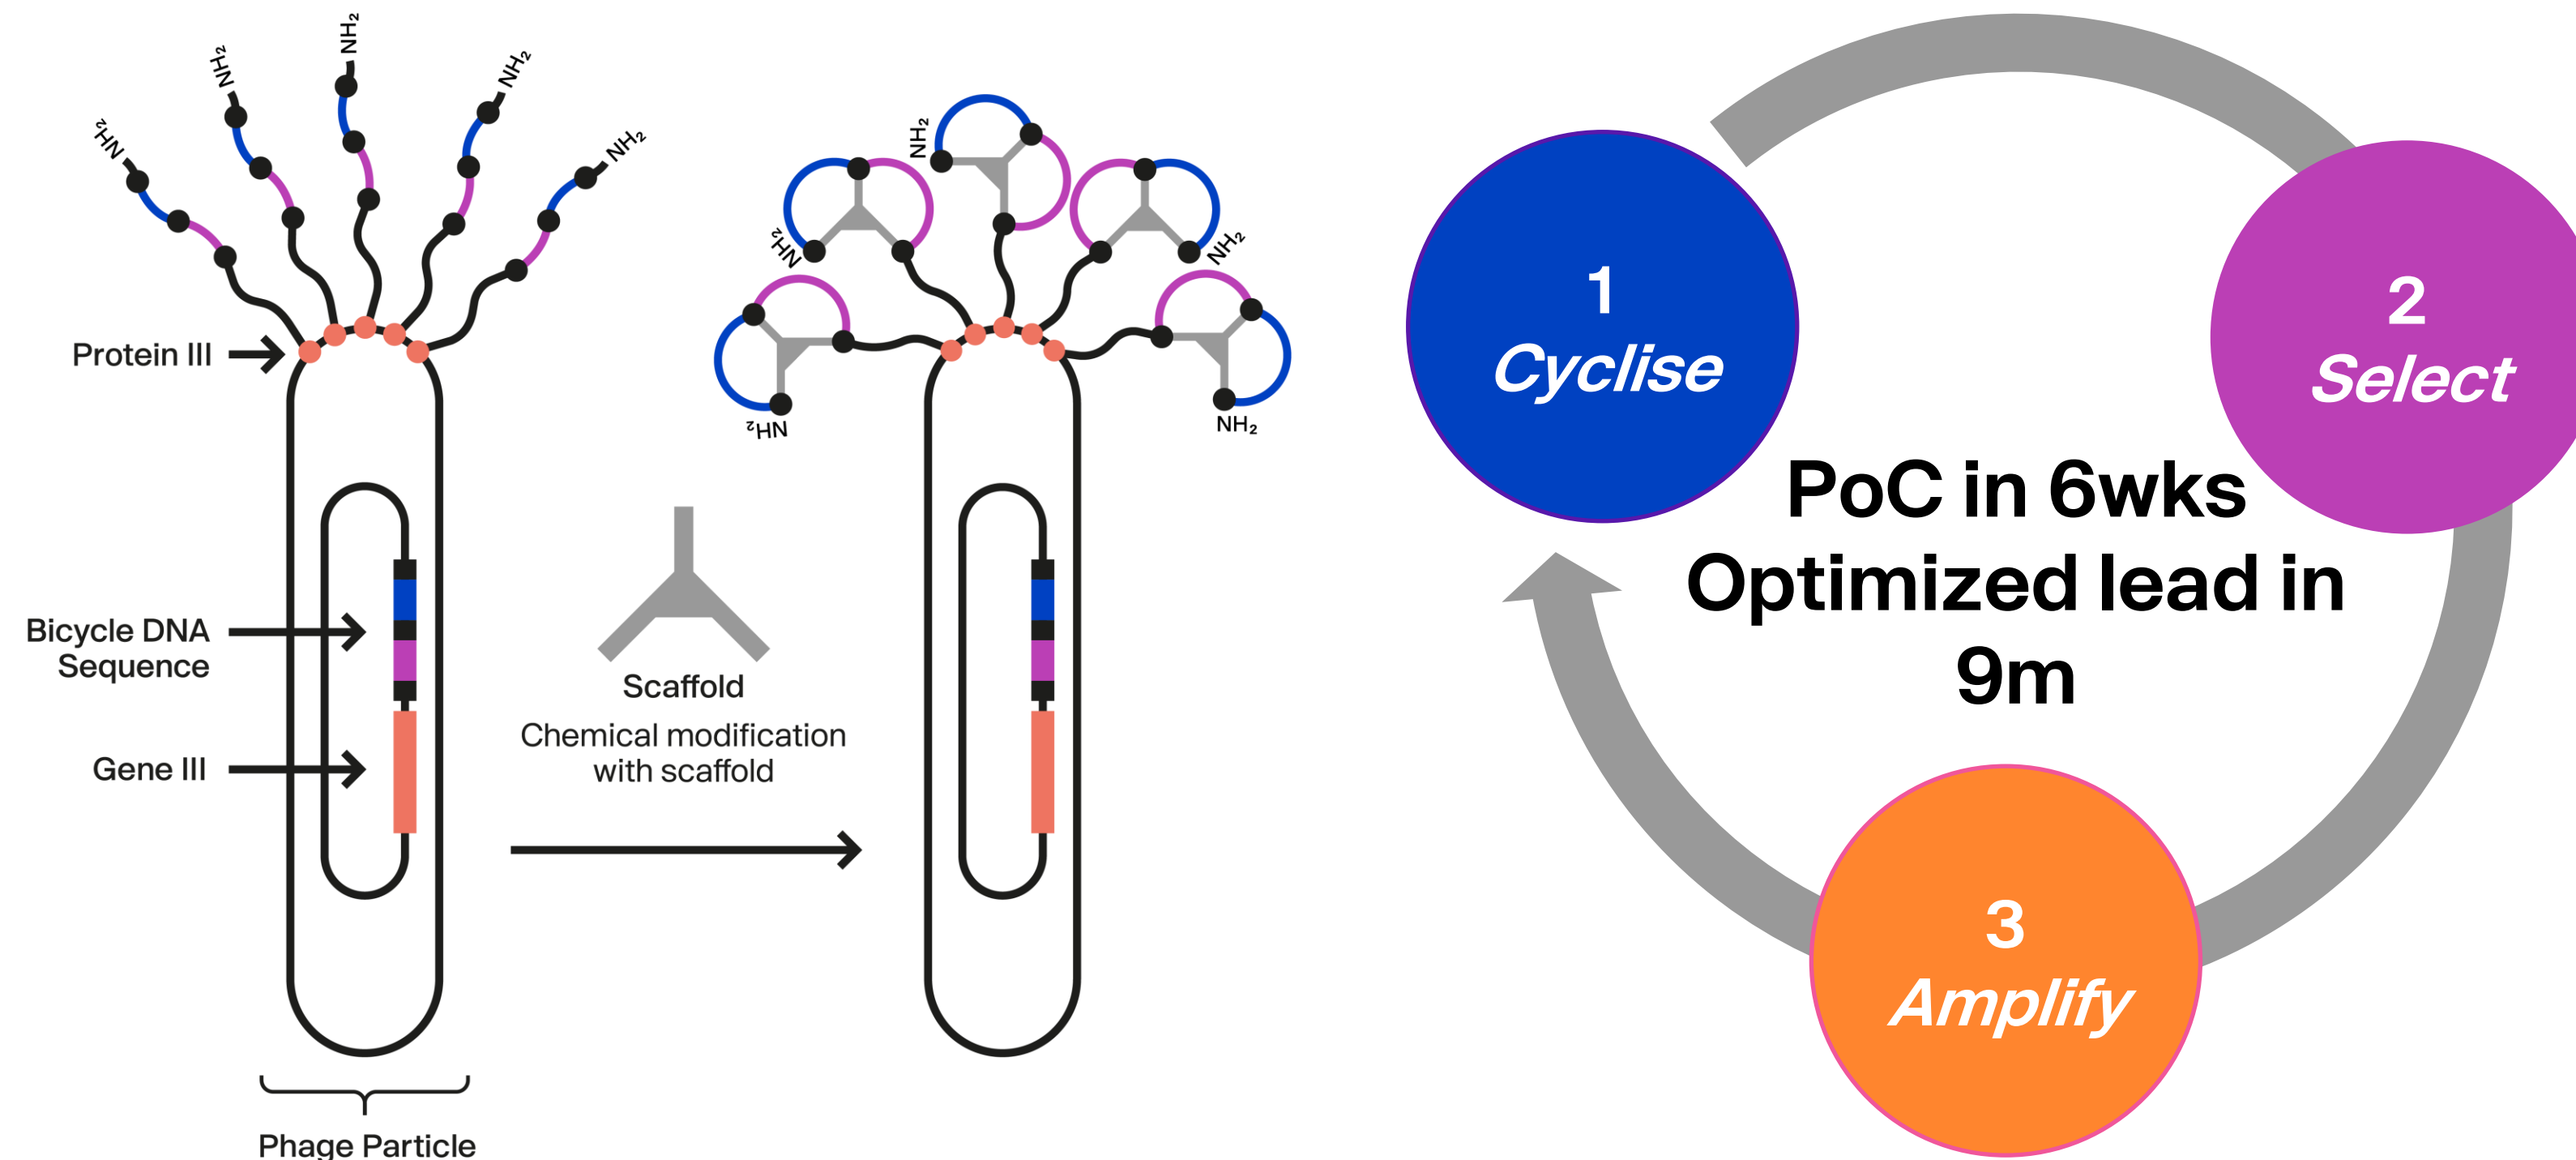 NH₂
NH₂
NH₂
NH₂
NH₂
Protein III
Bicycle DNA
Sequence
Gene III
Phage Particle
Scaffold
Chemical modification
with scaffold
NH₂
NH₂
NH₂
NH₂
NH₂
1
Cyclise
2
Select
PoC in 6wks
Optimized lead in
9m
3
Amplify